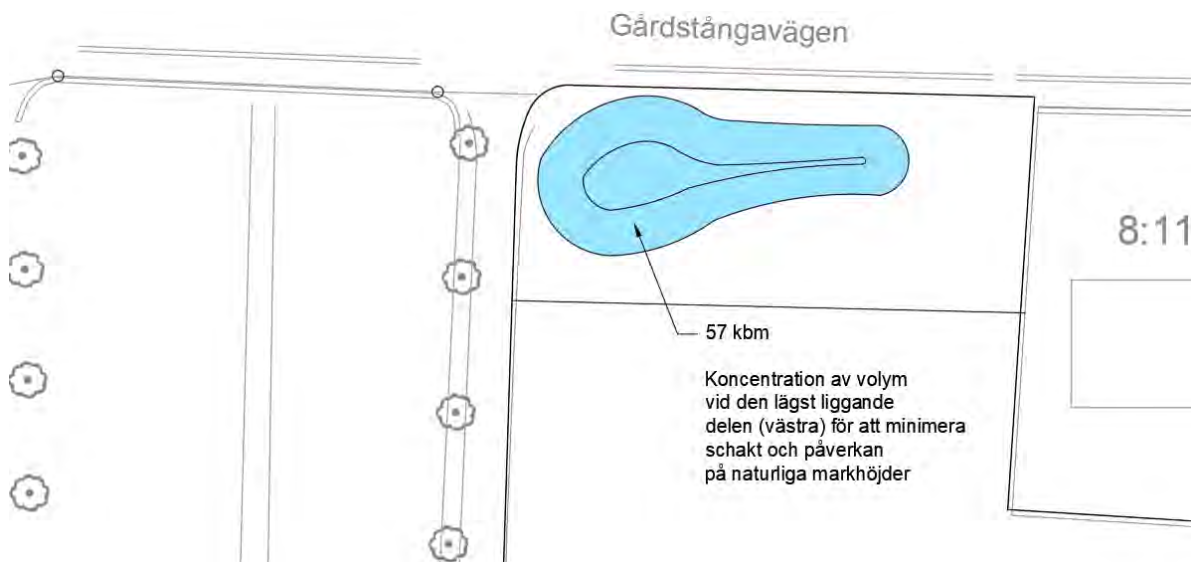 Gårdstångavägen
8:11
57 kbm
Koncentration av volym
vid den lägst liggande
delen (västra) för att minimera
schakt och påverkan
på naturliga markhöjder